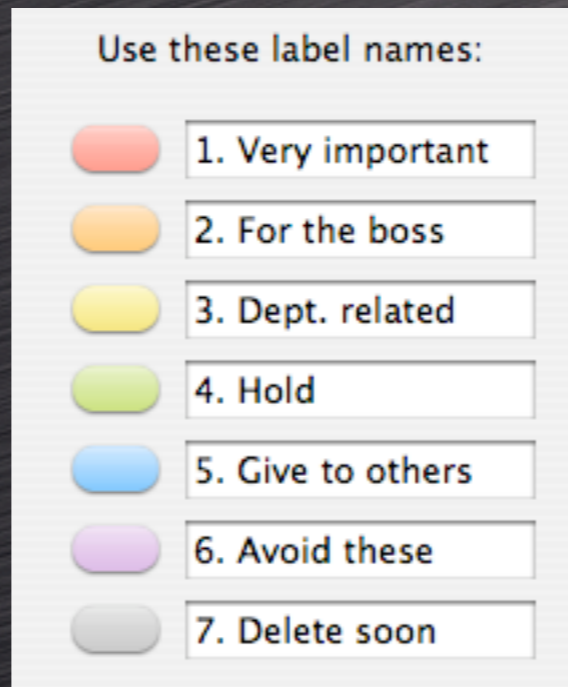 Use these label names:
1. Very important
2. For the boss
3. Dept. related
4. Hold
5. Give to others
6. Avoid these
7. Delete soon